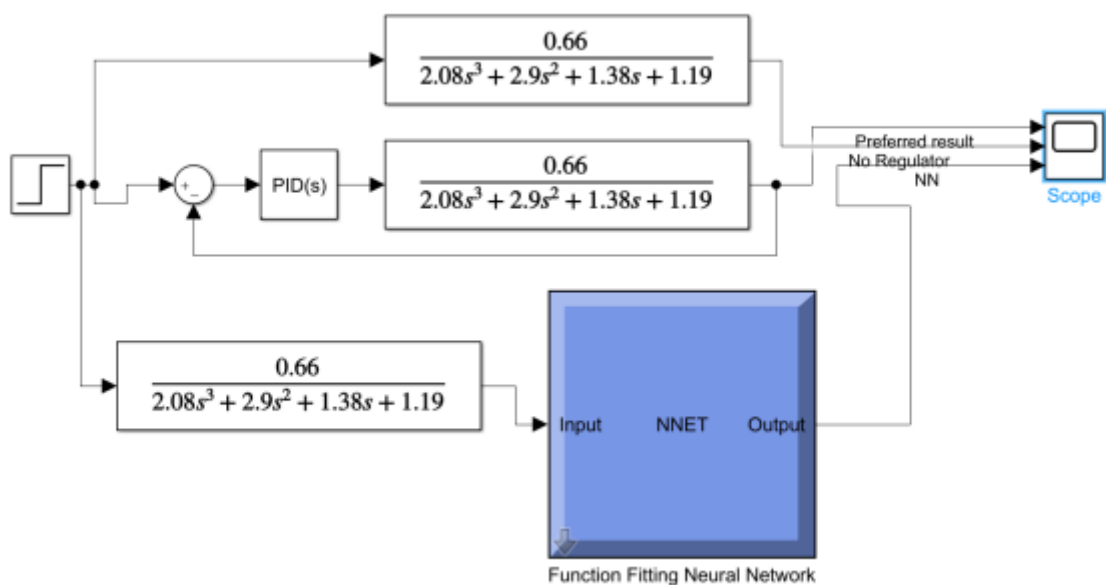 0.66
2.08s³ + 2.9s² + 1.38s + 1.19
Preferred result
No Regulator
NN
Scope
+
−
PID(s)
0.66
2.08s³ + 2.9s² + 1.38s + 1.19
0.66
2.08s³ + 2.9s² + 1.38s + 1.19
Input NNET Output
Function Fitting Neural Network